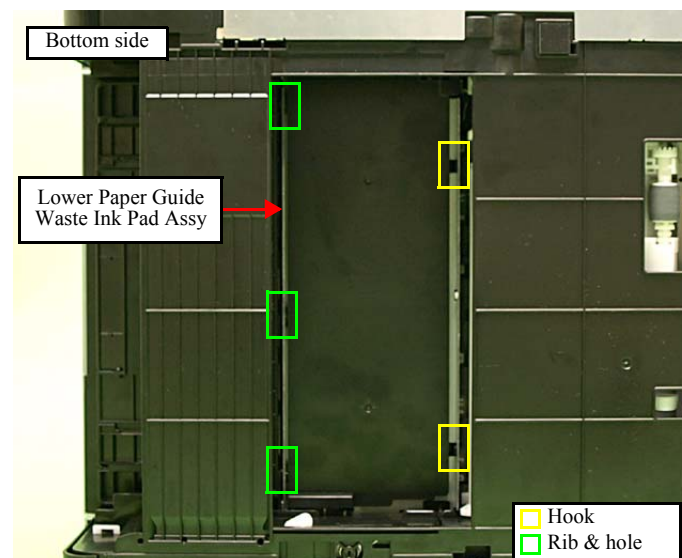 Bottom side
Lower Paper Guide
Waste Ink Pad Assy
Hook
Rib & hole